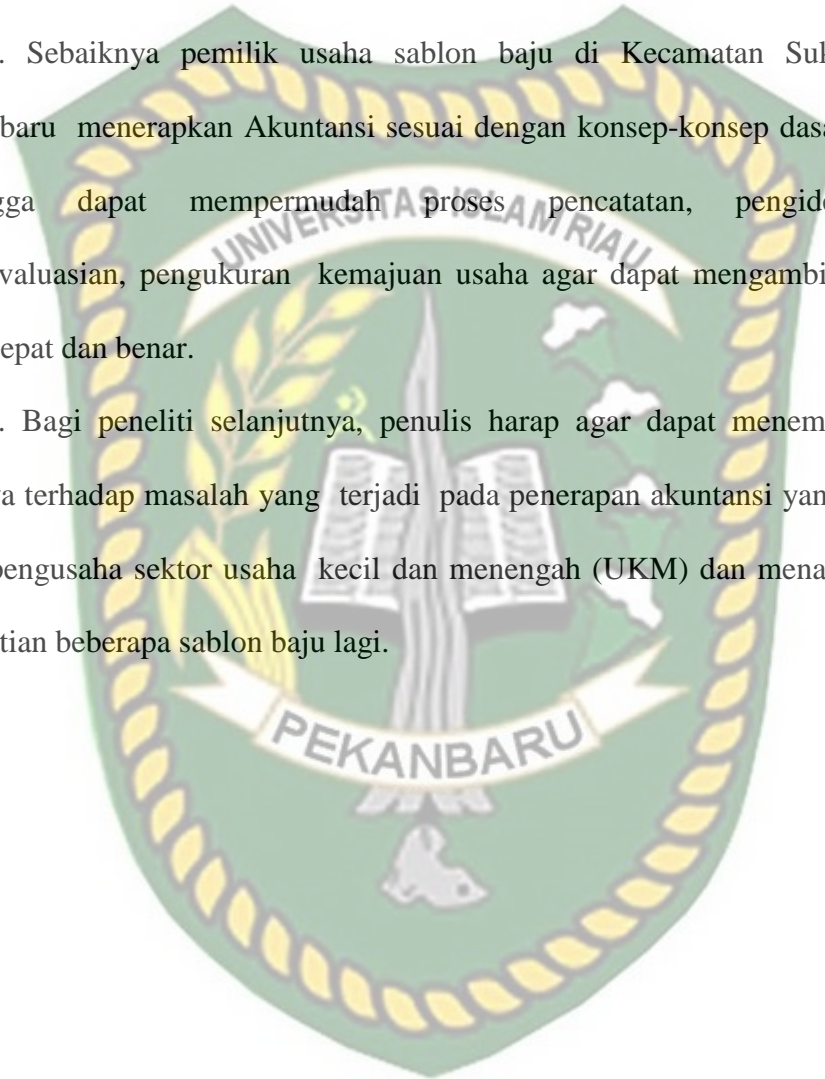 . Sebaiknya pemilik usaha sablon baju di Kecamatan Suk
baru menerapkan Akuntansi sesuai dengan konsep-konsep dasa
gga dapat mempermudah proses pencatatan, pengide
valuasian, pengukuran kemajuan usaha agar dapat mengambi
epat dan benar.
. Bagi peneliti selanjutnya, penulis harap agar dapat menem
a terhadap masalah yang terjadi pada penerapan akuntansi yan
pengusaha sektor usaha kecil dan menengah (UKM) dan mena
tian beberapa sablon baju lagi.
UNIVERSITAS ISLAM RIAU
PEKANBARU